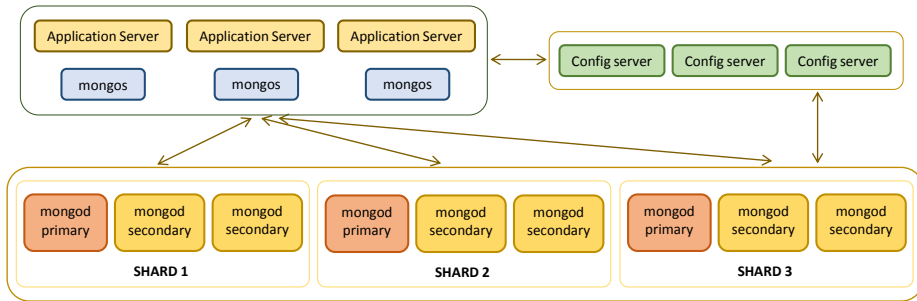 Application Server Application Server Application Server
mongos mongos mongos
Config server Config server Config server
mongod primary
mongod secondary
mongod secondary
SHARD 1
mongod primary
mongod secondary
mongod secondary
SHARD 2
mongod primary
mongod secondary
mongod secondary
SHARD 3